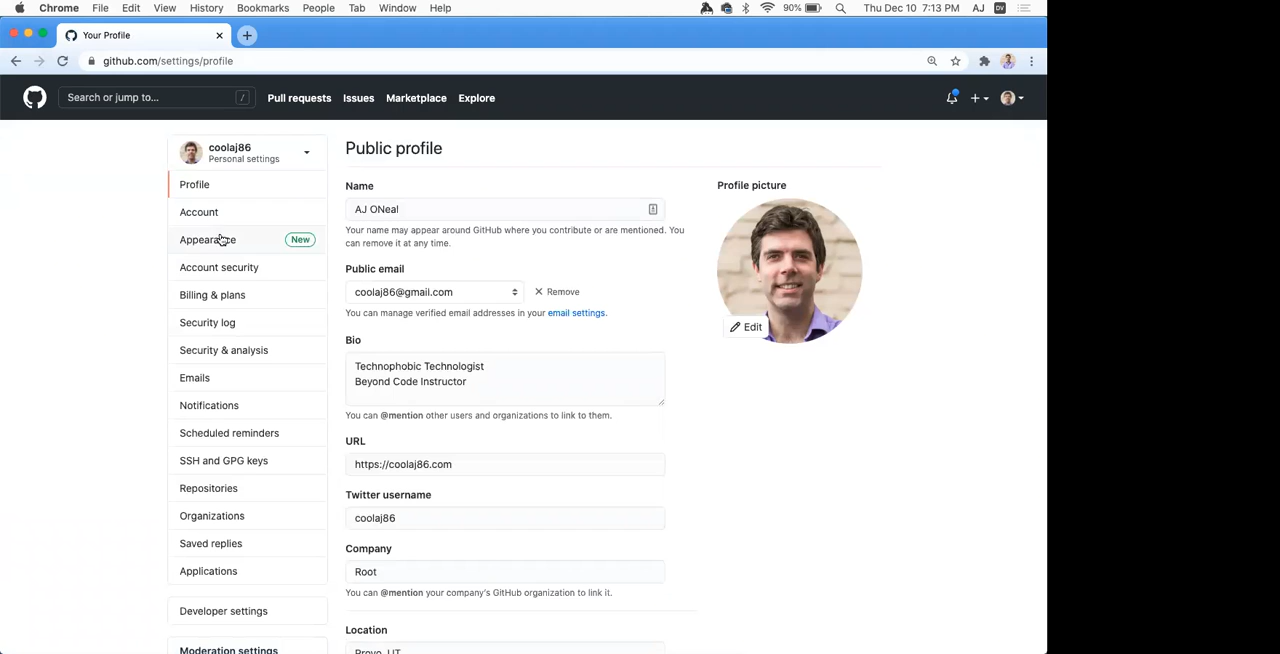 Chrome File Edit View History Bookmarks People Tab Window Help
90% Thu Dec 10 7:13 PM AJ DV
Your Profile
github.com/settings/profile
Search or jump to... /
Pull requests Issues Marketplace Explore
coolaj86
Personal settings
Profile
Account
Appearance New
Account security
Billing & plans
Security log
Security & analysis
Emails
Notifications
Scheduled reminders
SSH and GPG keys
Repositories
Organizations
Saved replies
Applications
Developer settings
Moderation settings
Public profile
Name
AJ ONeal
Your name may appear around GitHub where you contribute or are mentioned. You
can remove it at any time.
Public email
coolaj86@gmail.com Remove
You can manage verified email addresses in your email settings.
Bio
Technophobic Technologist
Beyond Code Instructor
You can @mention other users and organizations to link to them.
URL
https://coolaj86.com
Twitter username
coolaj86
Company
Root
You can @mention your company's GitHub organization to link it.
Location
Provo, UT
Profile picture
Edit